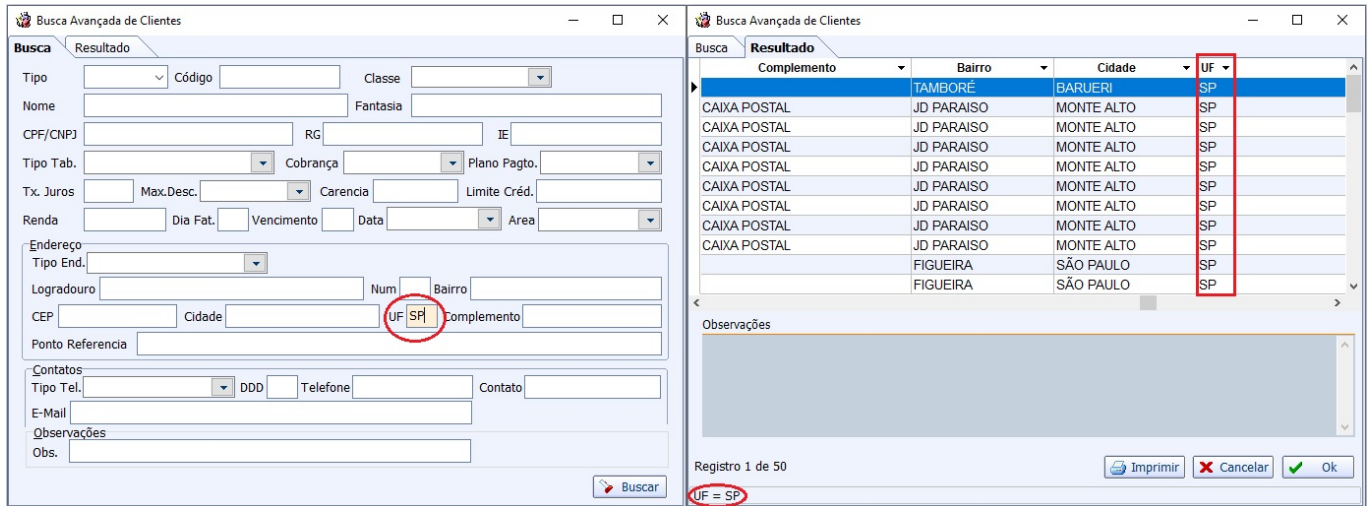 Busca Avançada de Clientes
Busca Resultado
Tipo Código Classe
Nome Fantasia
CPF/CNPJ RG IE
Tipo Tab. Cobrança Plano Pagto.
Tx. Juros Max.Desc. Carencia Limite Créd.
Renda Dia Fat. Vencimento Data Area
Endereço
Tipo End.
Logradouro Num Bairro
CEP Cidade UF SP Complemento
Ponto Referencia
Contatos
Tipo Tel. DDD Telefone Contato
E-Mail
Observações
Obs.
Buscar
Busca Avançada de Clientes
Busca Resultado
Complemento Bairro Cidade UF
TAMBORÉ BARUERI SP
CAIXA POSTAL JD PARAISO MONTE ALTO SP
CAIXA POSTAL JD PARAISO MONTE ALTO SP
CAIXA POSTAL JD PARAISO MONTE ALTO SP
CAIXA POSTAL JD PARAISO MONTE ALTO SP
CAIXA POSTAL JD PARAISO MONTE ALTO SP
CAIXA POSTAL JD PARAISO MONTE ALTO SP
CAIXA POSTAL JD PARAISO MONTE ALTO SP
CAIXA POSTAL JD PARAISO MONTE ALTO SP
FIGUEIRA SÃO PAULO SP
FIGUEIRA SÃO PAULO SP
Observações
Registro 1 de 50 Imprimir Cancelar Ok
UF = SP